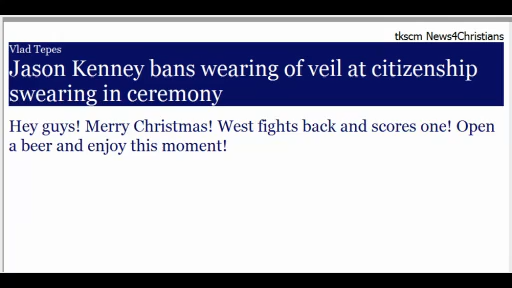 tkscm News4Christians
Vlad Tepes
Jason Kenney bans wearing of veil at citizenship
swearing in ceremony
Hey guys! Merry Christmas! West fights back and scores one! Open
a beer and enjoy this moment!